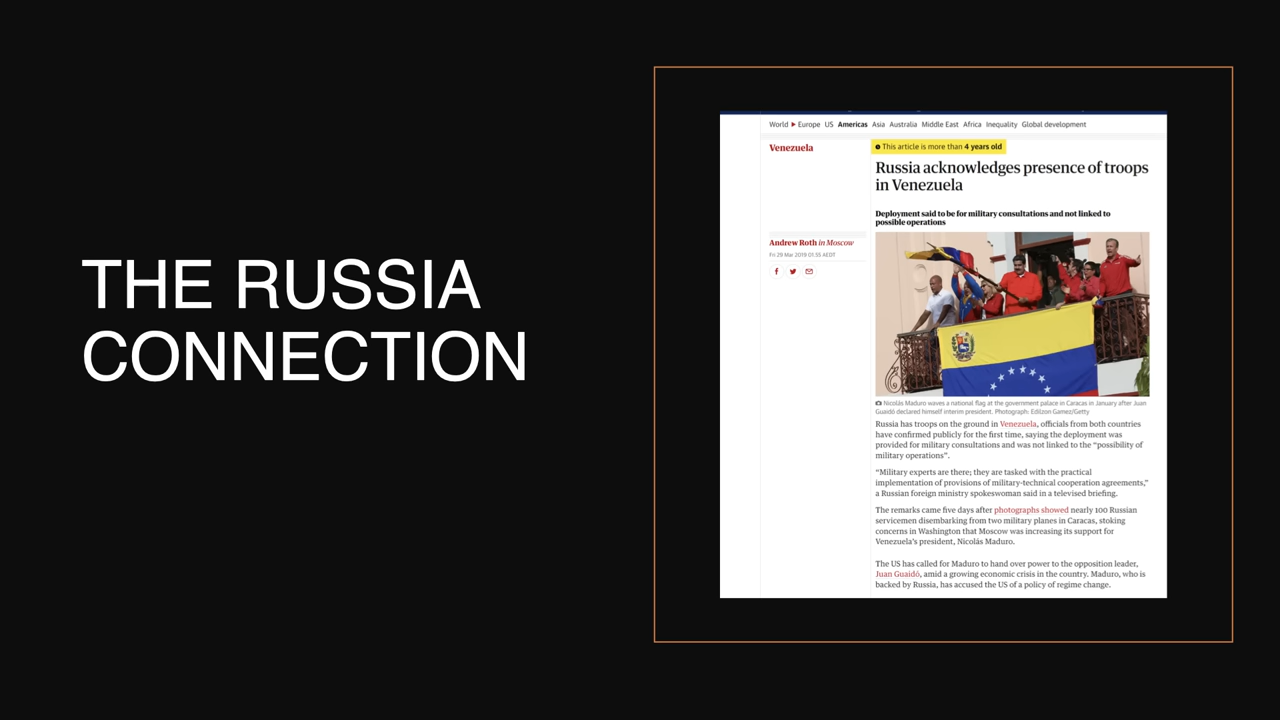 THE RUSSIA
CONNECTION
World Europe US Americas Asia Australia Middle East Africa Inequality Global development
Venezuela
This article is more than 4 years old
Russia acknowledges presence of troops
in Venezuela
Deployment said to be for military consultations and not linked to
possible operations
Andrew Roth in Moscow
Fri 29 Mar 2019 01.35 AEDT
Nicolás Maduro waves a national flag at the government palace in Caracas in January after Juan
Guaidó declared himself interim president. Photograph: Edilzon Gamez/Getty
Russia has troops on the ground in Venezuela, officials from both countries
have confirmed publicly for the first time, saying the deployment was
provided for military consultations and was not linked to the “possibility of
military operations”.
“Military experts are there; they are tasked with the practical
implementation of provisions of military-technical cooperation agreements,”
a Russian foreign ministry spokeswoman said in a televised briefing.
The remarks came five days after photographs showed nearly 100 Russian
servicemen disembarking from two military planes in Caracas, stoking
concerns in Washington that Moscow was increasing its support for
Venezuela’s president, Nicolás Maduro.
The US has called for Maduro to hand over power to the opposition leader,
Juan Guaidó, amid a growing economic crisis in the country. Maduro, who is
backed by Russia, has accused the US of a policy of regime change.